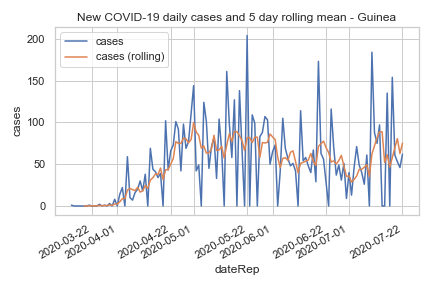 New COVID-19 daily cases and 5 day rolling mean - Guinea
cases
cases (rolling)
200
150
100
50
0
cases
2020-03-22
2020-04-01
2020-04-22
2020-05-01
2020-05-22
2020-06-01
2020-06-22
2020-07-01
2020-07-22
dateRep